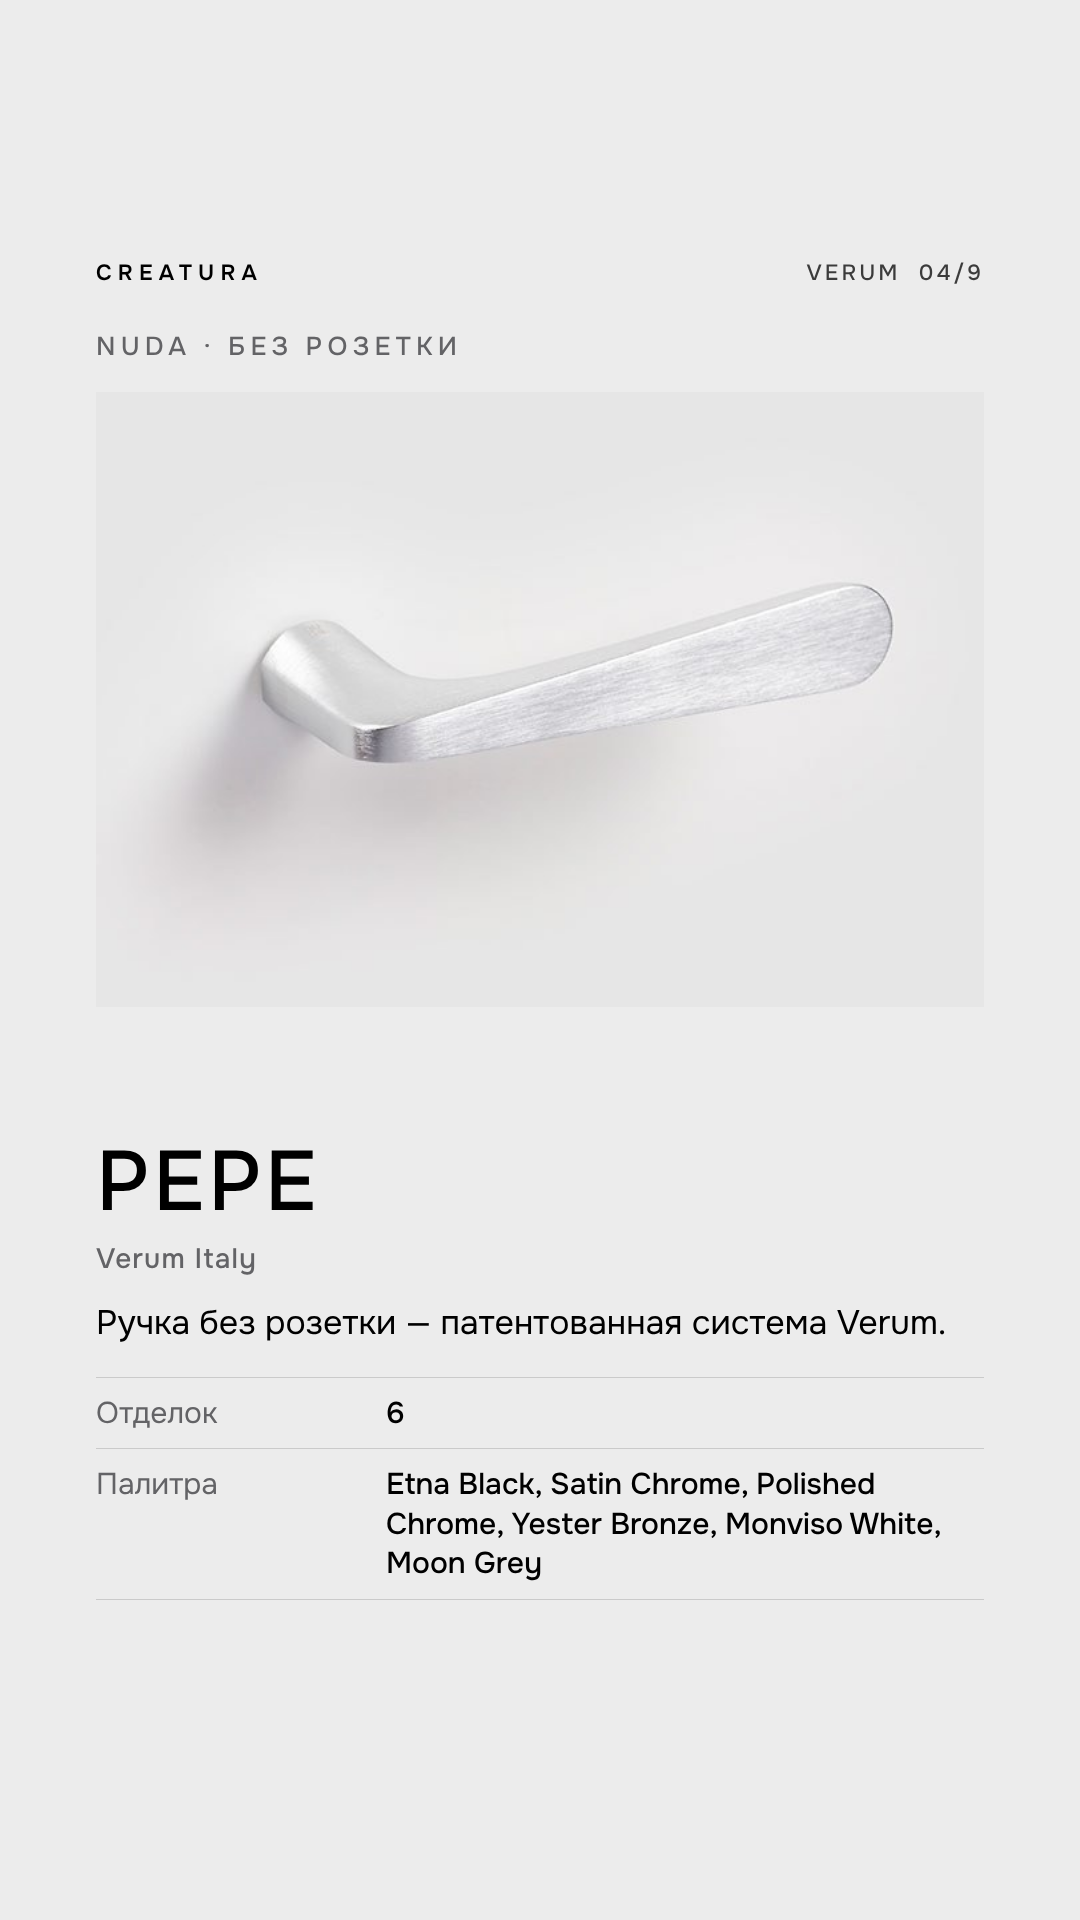 CREATURA
VERUM 04/9
NUDA · БЕЗ РОЗЕТКИ
PEPE
Verum Italy
Ручка без розетки — патентованная система Verum.
Отделок 6
Палитра Etna Black, Satin Chrome, Polished
Chrome, Yester Bronze, Monviso White,
Moon Grey